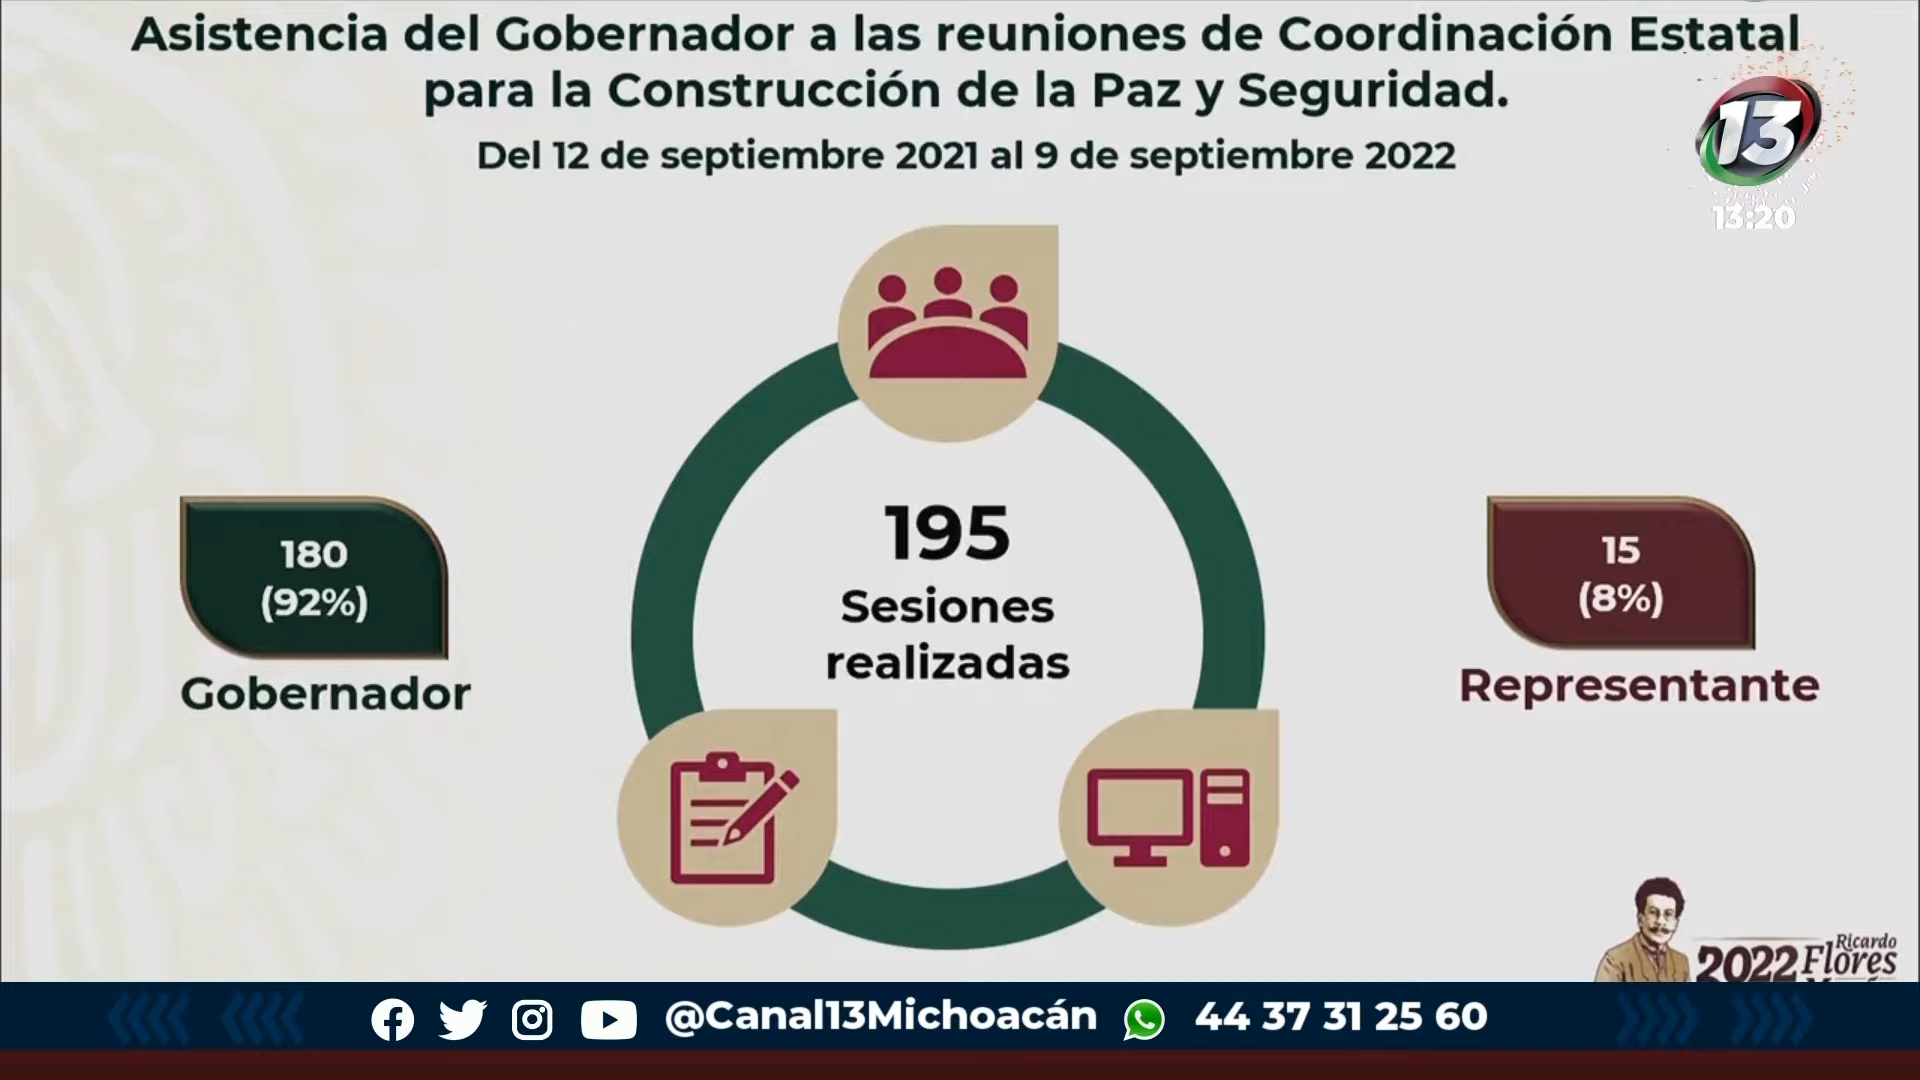 Asistencia del Gobernador a las reuniones de Coordinación Estatal
para la Construcción de la Paz y Seguridad.
Del 12 de septiembre 2021 al 9 de septiembre 2022
13
13:20
195
Sesiones
realizadas
180
(92%)
Gobernador
15
(8%)
Representante
Ricardo
2022 Flores
@Canal13Michoacán
44 37 31 25 60